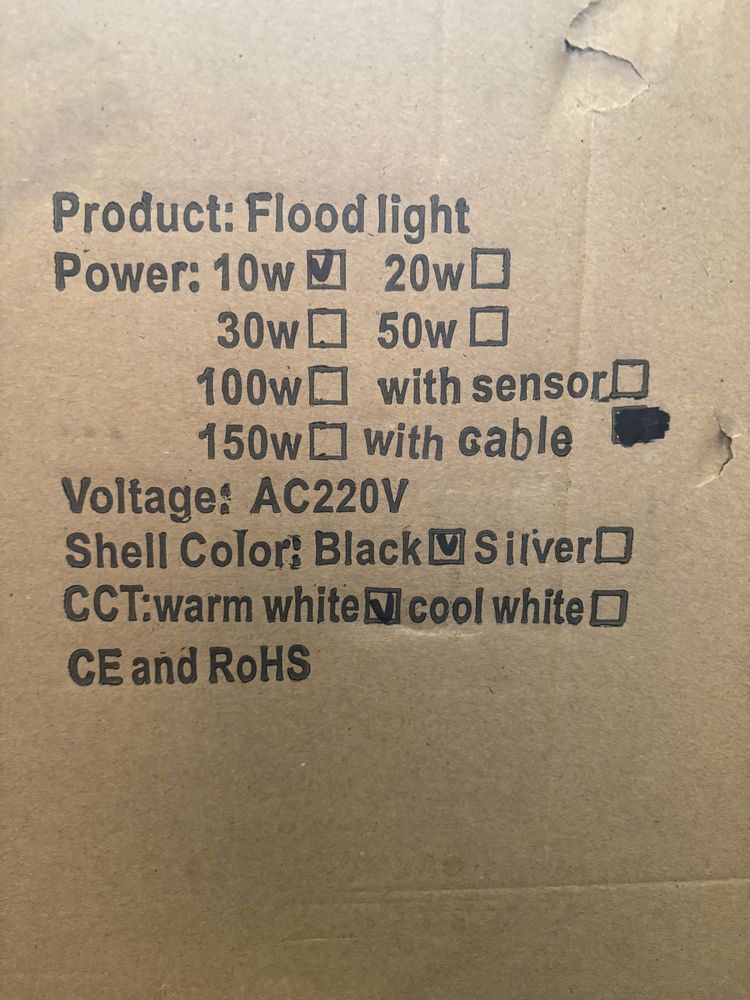 Product: Flood light
Power: 10w ☑ 20w ☐
30w ☐ 50w ☐
100w ☐ with sensor ☐
150w ☐ with cable ■
Voltage: AC220V
Shell Color: Black ☑ Silver ☐
CCT:warm white ☑ cool white ☐
CE and RoHS